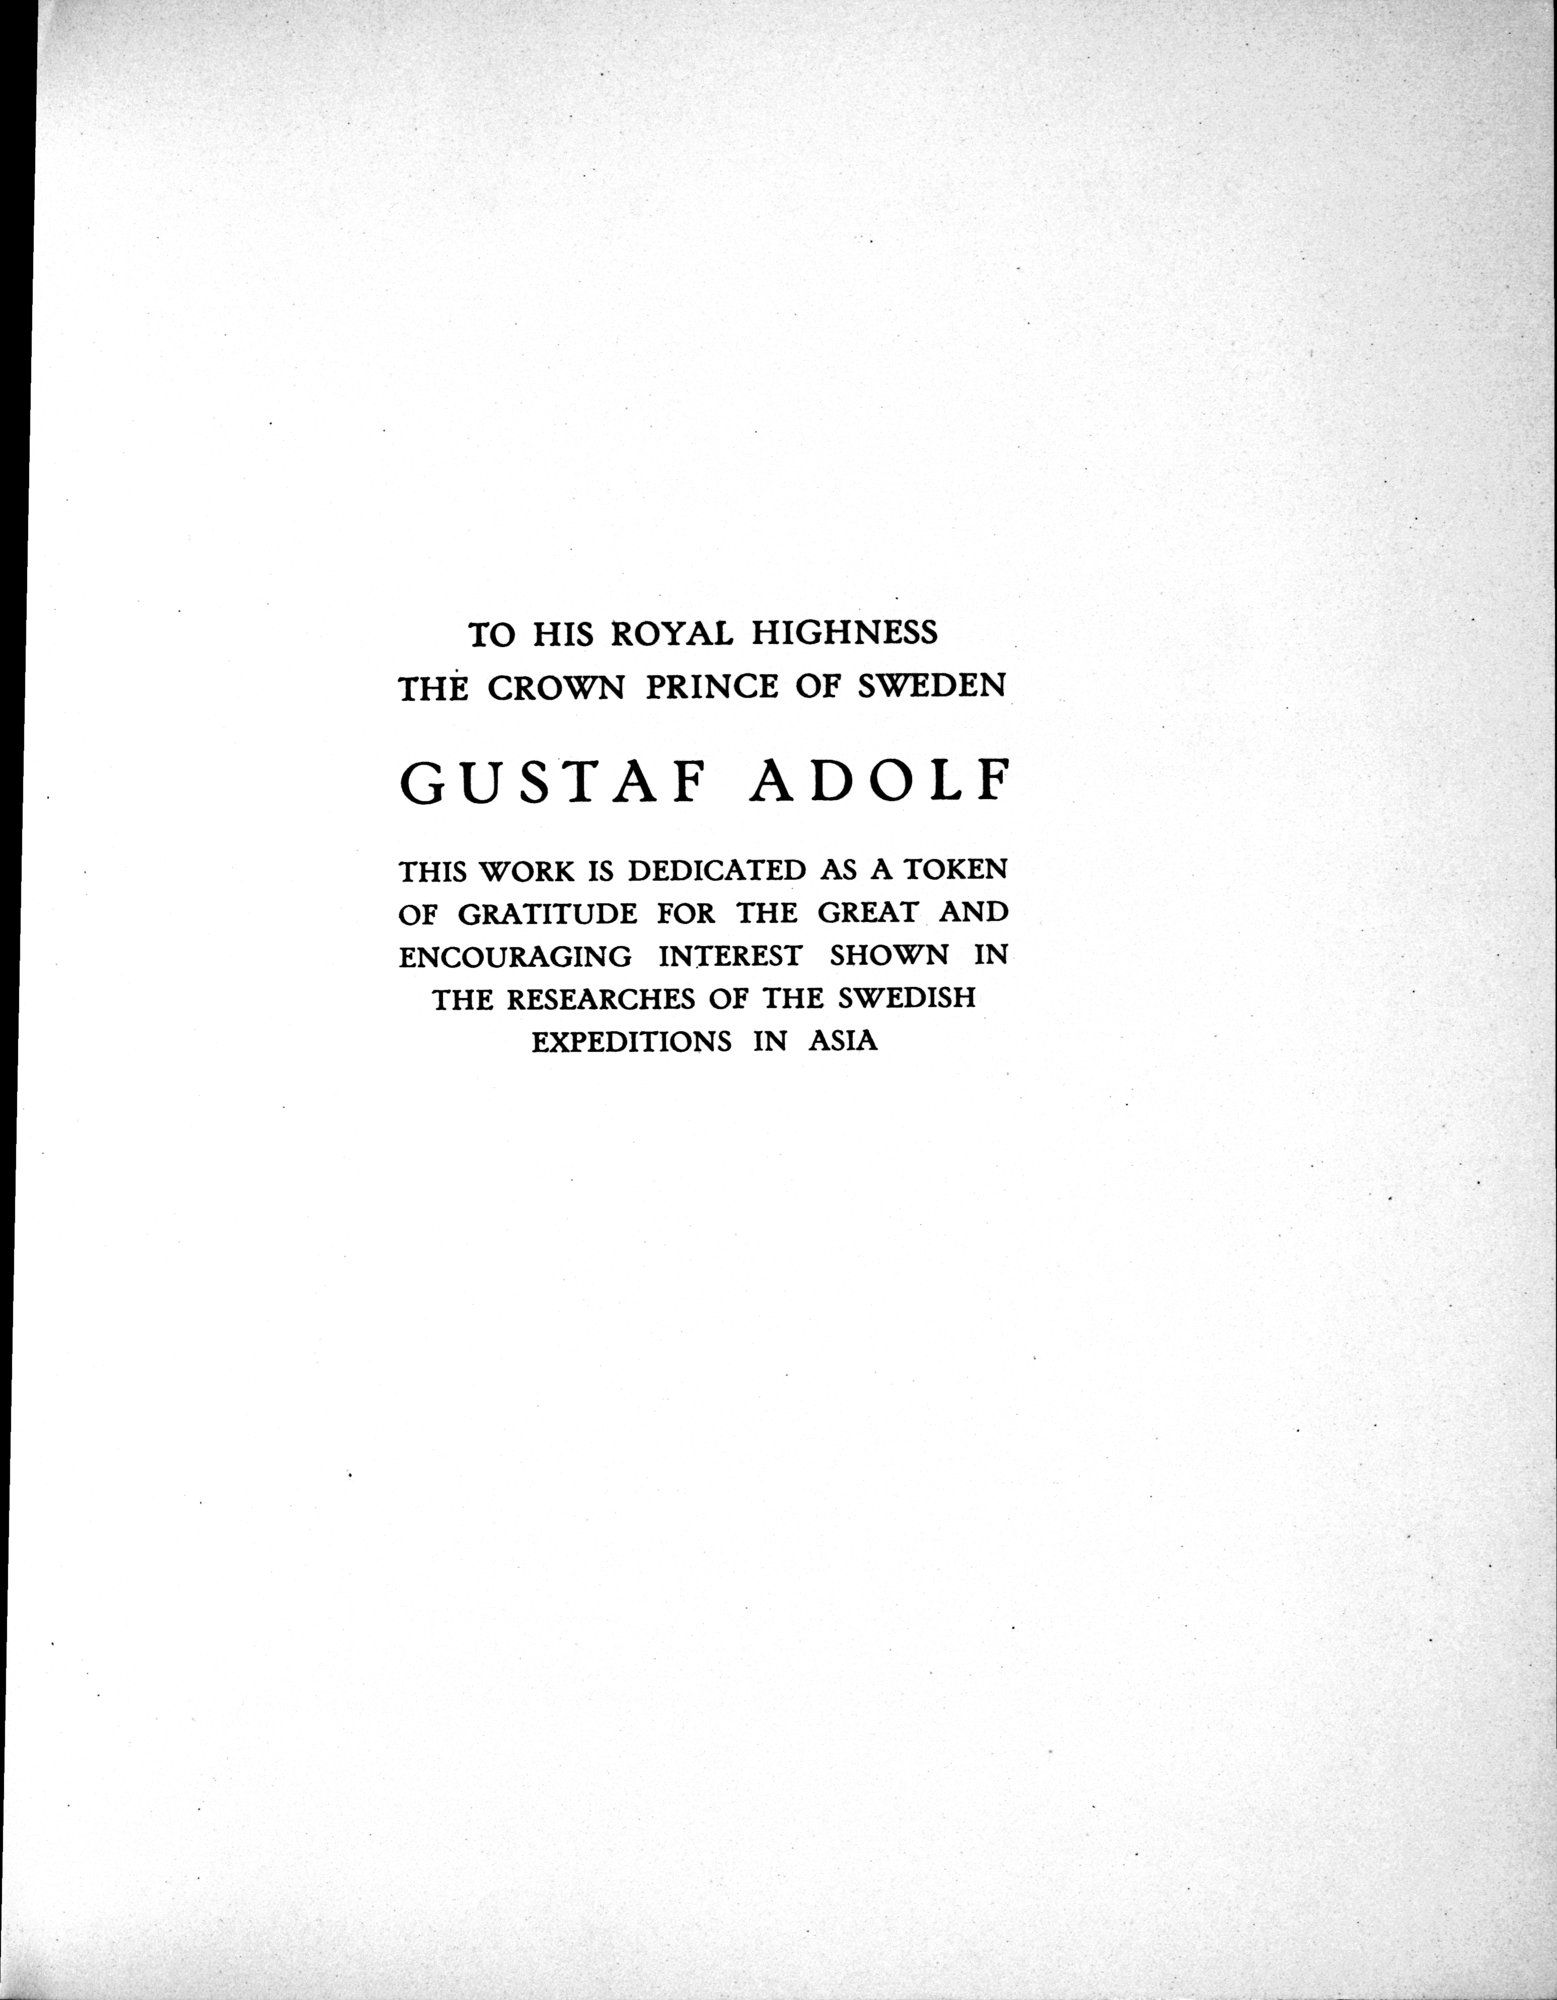 TO HIS ROYAL HIGHNESS
THE CROWN PRINCE OF SWEDEN
GUSTAF ADOLF
THIS WORK IS DEDICATED AS A TOKEN
OF GRATITUDE FOR THE GREAT AND
ENCOURAGING INTEREST SHOWN IN
THE RESEARCHES OF THE SWEDISH
EXPEDITIONS IN ASIA